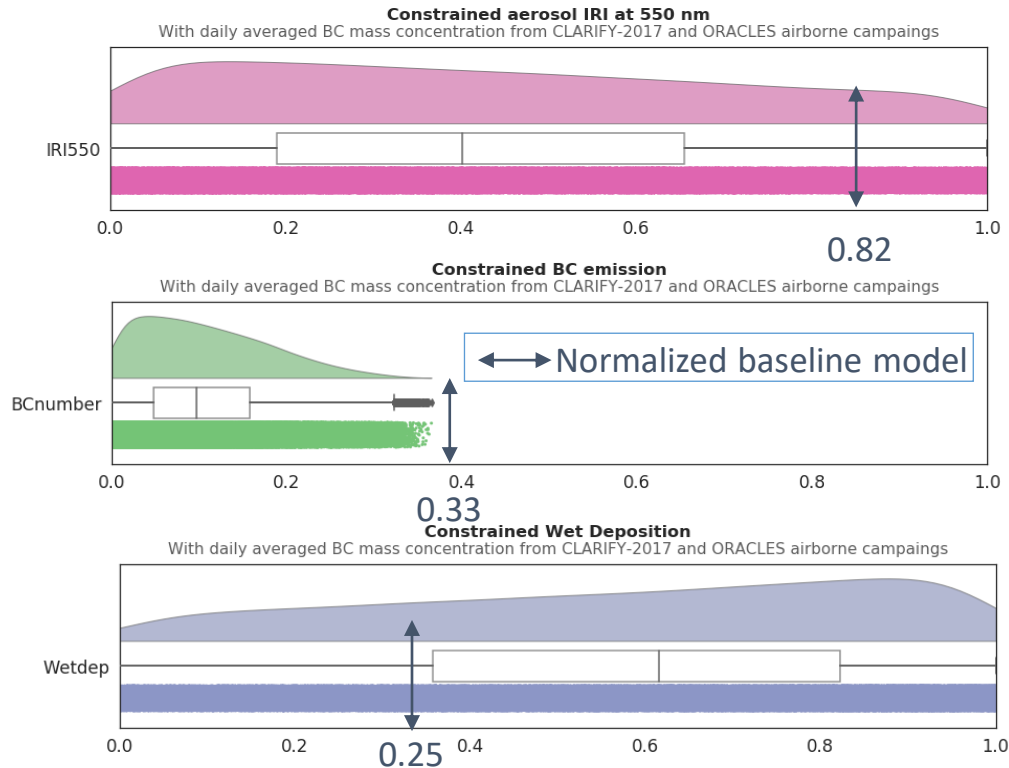 Constrained aerosol IRI at 550 nm
With daily averaged BC mass concentration from CLARIFY-2017 and ORACLES airborne campaings
IRI550
0.0 0.2 0.4 0.6 0.8 1.0
0.82
Constrained BC emission
With daily averaged BC mass concentration from CLARIFY-2017 and ORACLES airborne campaings
Normalized baseline model
BCnumber
0.0 0.2 0.4 0.6 0.8 1.0
0.33
Constrained Wet Deposition
With daily averaged BC mass concentration from CLARIFY-2017 and ORACLES airborne campaings
Wetdep
0.0 0.2 0.4 0.6 0.8 1.0
0.25